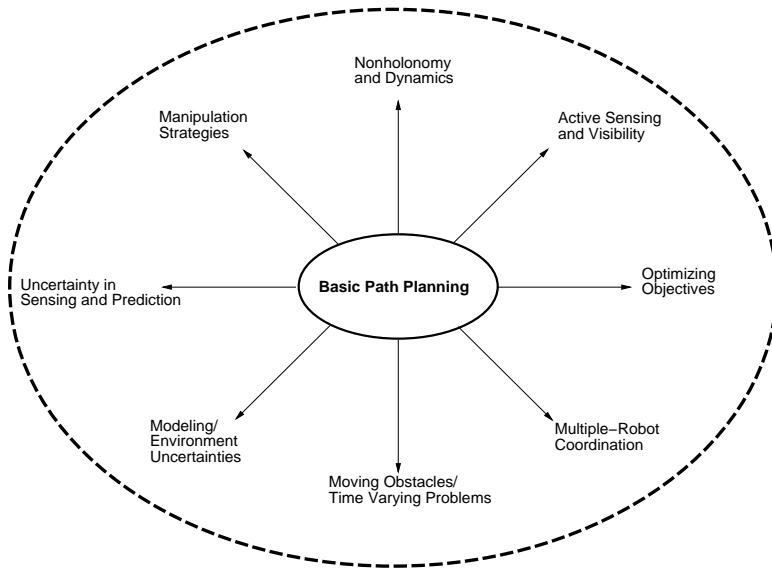 Nonholonomy
and Dynamics
Manipulation
Strategies
Active Sensing
and Visibility
Uncertainty in
Sensing and Prediction
Basic Path Planning
Optimizing
Objectives
Modeling/
Environment
Uncertainties
Multiple−Robot
Coordination
Moving Obstacles/
Time Varying Problems